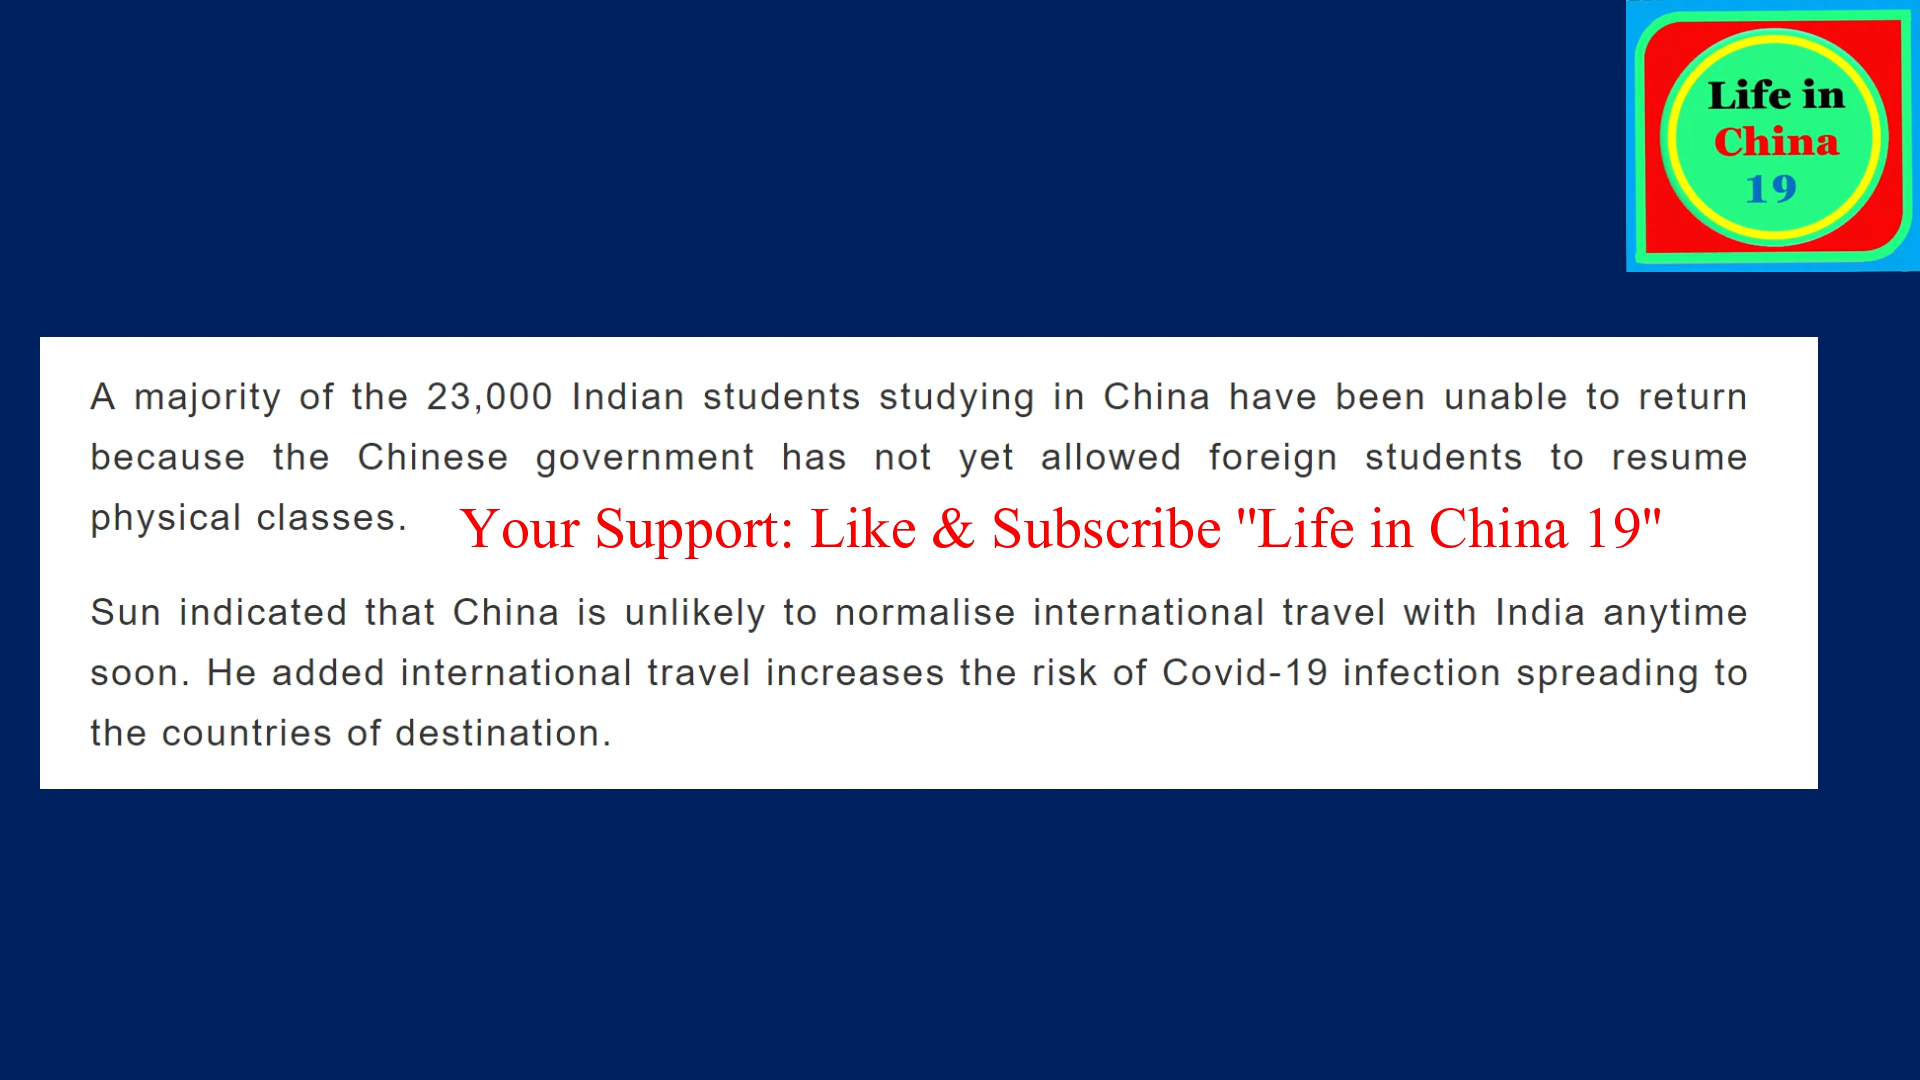 Life in
China
19
A majority of the 23,000 Indian students studying in China have been unable to return
because the Chinese government has not yet allowed foreign students to resume
physical classes.
Your Support: Like & Subscribe "Life in China 19"
Sun indicated that China is unlikely to normalise international travel with India anytime
soon. He added international travel increases the risk of Covid-19 infection spreading to
the countries of destination.